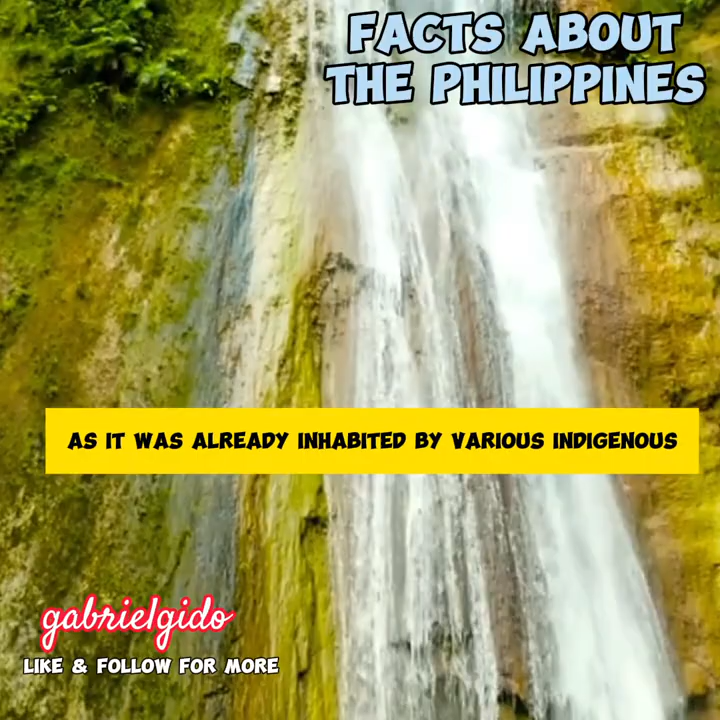 FACTS ABOUT
THE PHILIPPINES
AS IT WAS ALREADY INHABITED BY VARIOUS INDIGENOUS
gabrielgido
LIKE & FOLLOW FOR MORE